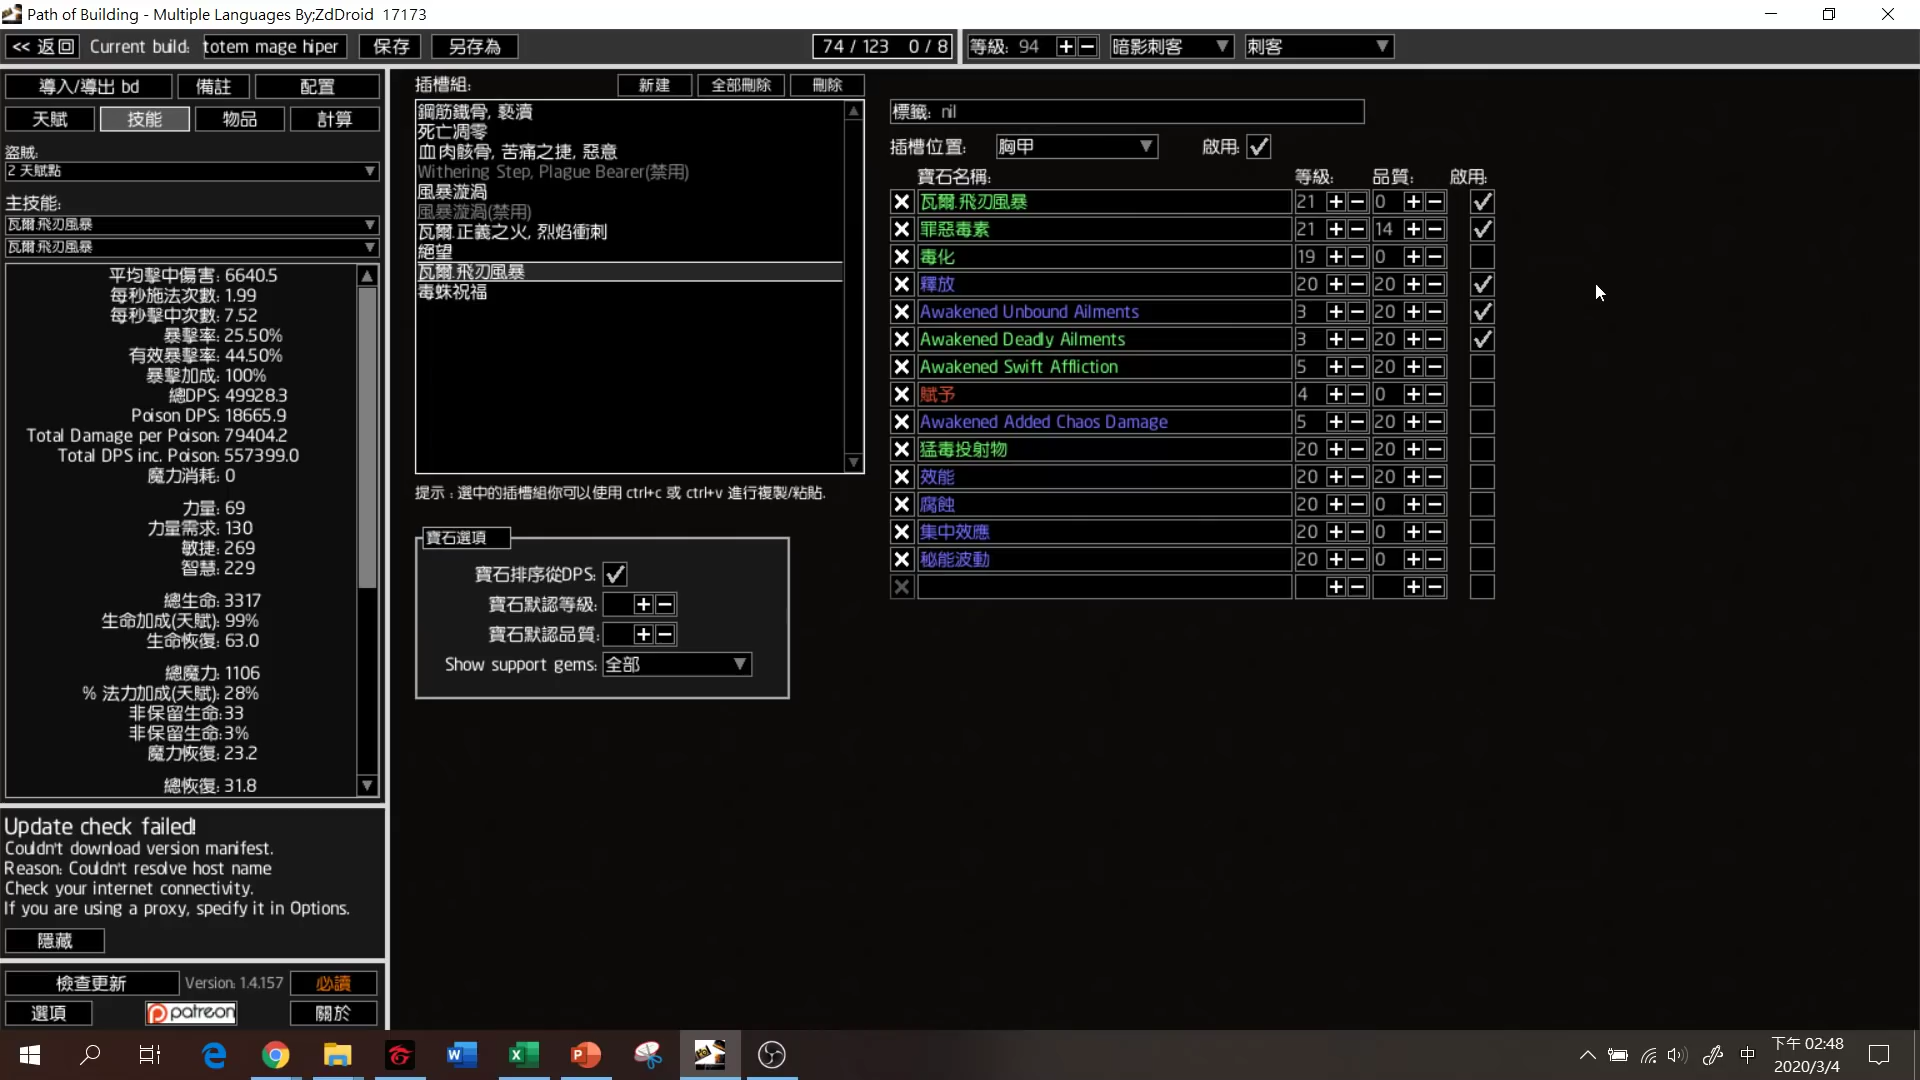 Path of Building - Multiple Languages By;ZdDroid 17173
<< 返回 Current build: totem mage hiper 保存 另存為 74 / 123 0 / 8 等級: 94 暗影刺客 刺客
導入/導出 bd 備註 配置
天賦 技能 物品 計算
盜賊:
2 天賦點
主技能:
瓦爾.飛刃風暴
瓦爾.飛刃風暴
平均擊中傷害: 6640.5
每秒施法次數: 1.99
每秒擊中次數: 7.52
暴擊率: 25.50%
有效暴擊率: 44.50%
暴擊加成: 100%
總DPS: 49928.3
Poison DPS: 18665.9
Total Damage per Poison: 79404.2
Total DPS inc. Poison: 557399.0
魔力消耗: 0
力量: 69
力量需求: 130
敏捷: 269
智慧: 229
總生命: 3317
生命加成(天賦): 99%
生命恢復: 63.0
總魔力: 1106
% 法力加成(天賦): 28%
非保留生命:33
非保留生命:3%
魔力恢復: 23.2
總恢復: 31.8
Update check failed!
Couldn't download version manifest.
Reason: Couldn't resolve host name
Check your internet connectivity.
If you are using a proxy, specify it in Options.
隱藏
檢查更新 Version: 1.4.157 必讀
選項 patreon 關於
插槽組: 新建 全部刪除 刪除
鋼筋鐵骨, 褻瀆
死亡凋零
血肉骸骨, 苦痛之捷, 惡意
Withering Step, Plague Bearer(禁用)
風暴漩渦
風暴漩渦(禁用)
瓦爾.正義之火, 烈焰衝刺
絕望
瓦爾.飛刃風暴
毒蛛祝福
提示 : 選中的插槽組你可以使用 ctrl+c 或 ctrl+v 進行複製/粘貼.
寶石選項
寶石排序從DPS:
寶石默認等級:
寶石默認品質:
Show support gems: 全部
標籤: nil
插槽位置: 胸甲 啟用:
寶石名稱: 等級: 品質: 啟用:
瓦爾.飛刃風暴 21 0
罪惡毒素 21 14
毒化 19 0
釋放 20 20
Awakened Unbound Ailments 3 20
Awakened Deadly Ailments 3 20
Awakened Swift Affliction 5 20
賦予 4 0
Awakened Added Chaos Damage 5 20
猛毒投射物 20 20
效能 20 20
腐蝕 20 0
集中效應 20 0
秘能波動 20 0
中 下午 02:48
2020/3/4